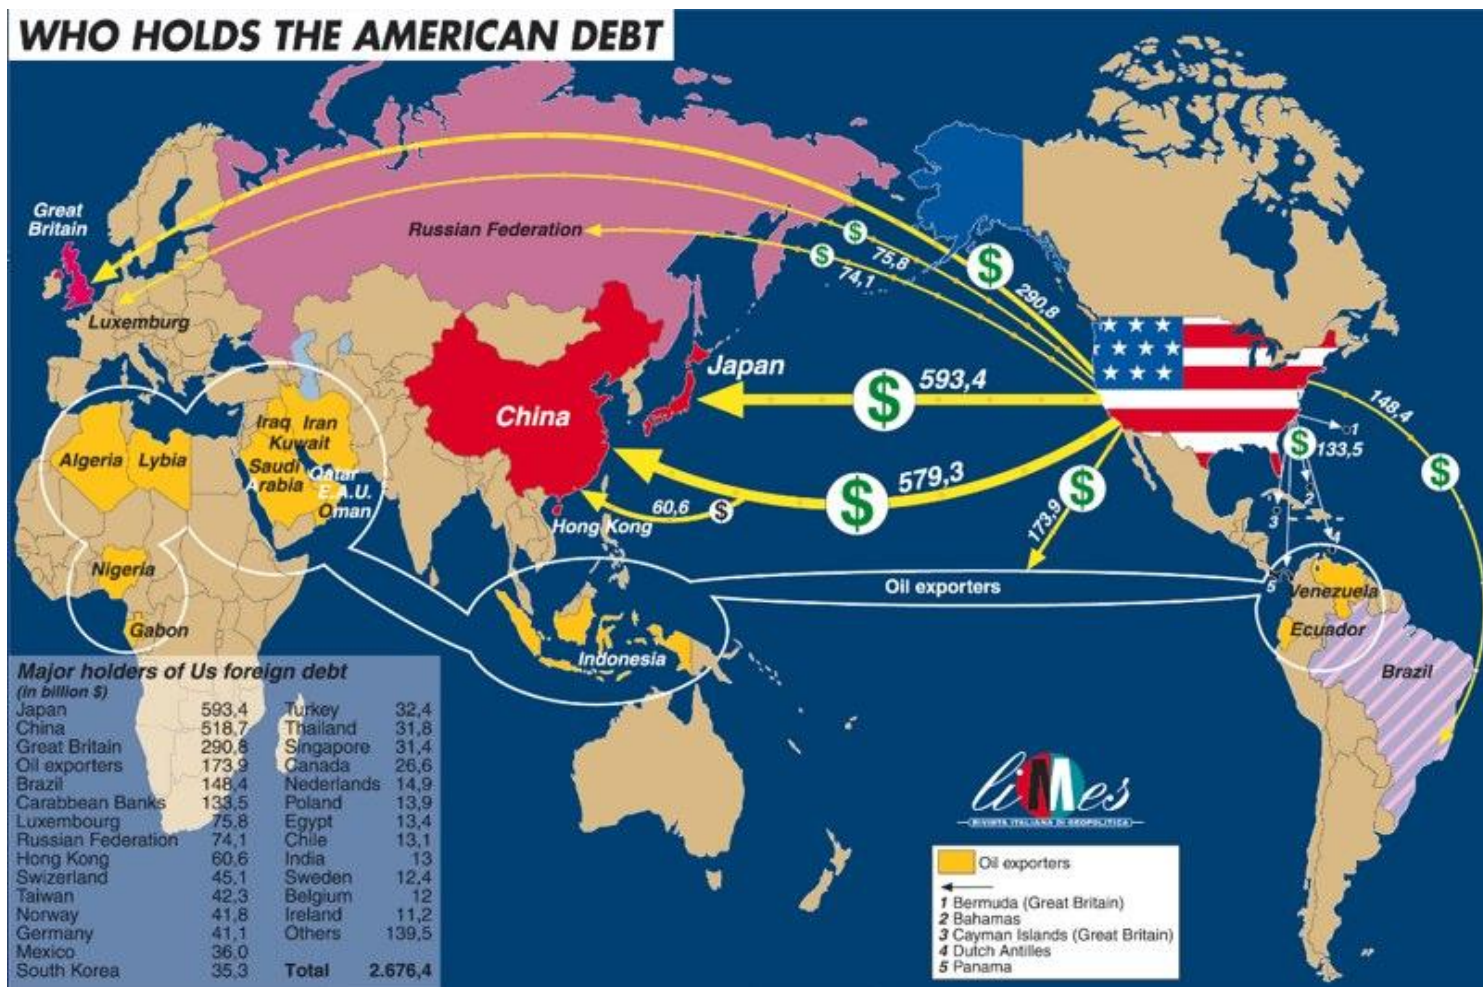 WHO HOLDS THE AMERICAN DEBT
Great
Britain
Russian Federation
Luxemburg
75,8
74,1
290,8
Japan
593,4
China
579,3
60,6
Hong Kong
173,9
148,4
133,5
1
2
3
4
5
Algeria
Lybia
Iraq Iran
Kuwait
Saudi
Arabia
Qatar
E.A.U.
Oman
Nigeria
Gabon
Indonesia
Oil exporters
Venezuela
Ecuador
Brazil
Major holders of Us foreign debt
(in billion $)
Japan 593,4
China 518,7
Great Britain 290,8
Oil exporters 173,9
Brazil 148,4
Carabbean Banks 133,5
Luxembourg 75,8
Russian Federation 74,1
Hong Kong 60,6
Swizerland 45,1
Taiwan 42,3
Norway 41,8
Germany 41,1
Mexico 36,0
South Korea 35,3
Turkey 32,4
Thailand 31,8
Singapore 31,4
Canada 26,6
Nederlands 14,9
Poland 13,9
Egypt 13,4
Chile 13,1
India 13
Sweden 12,4
Belgium 12
Ireland 11,2
Others 139,5
Total 2.676,4
liMes
RIVISTA ITALIANA DI GEOPOLITICA
Oil exporters
1 Bermuda (Great Britain)
2 Bahamas
3 Cayman Islands (Great Britain)
4 Dutch Antilles
5 Panama